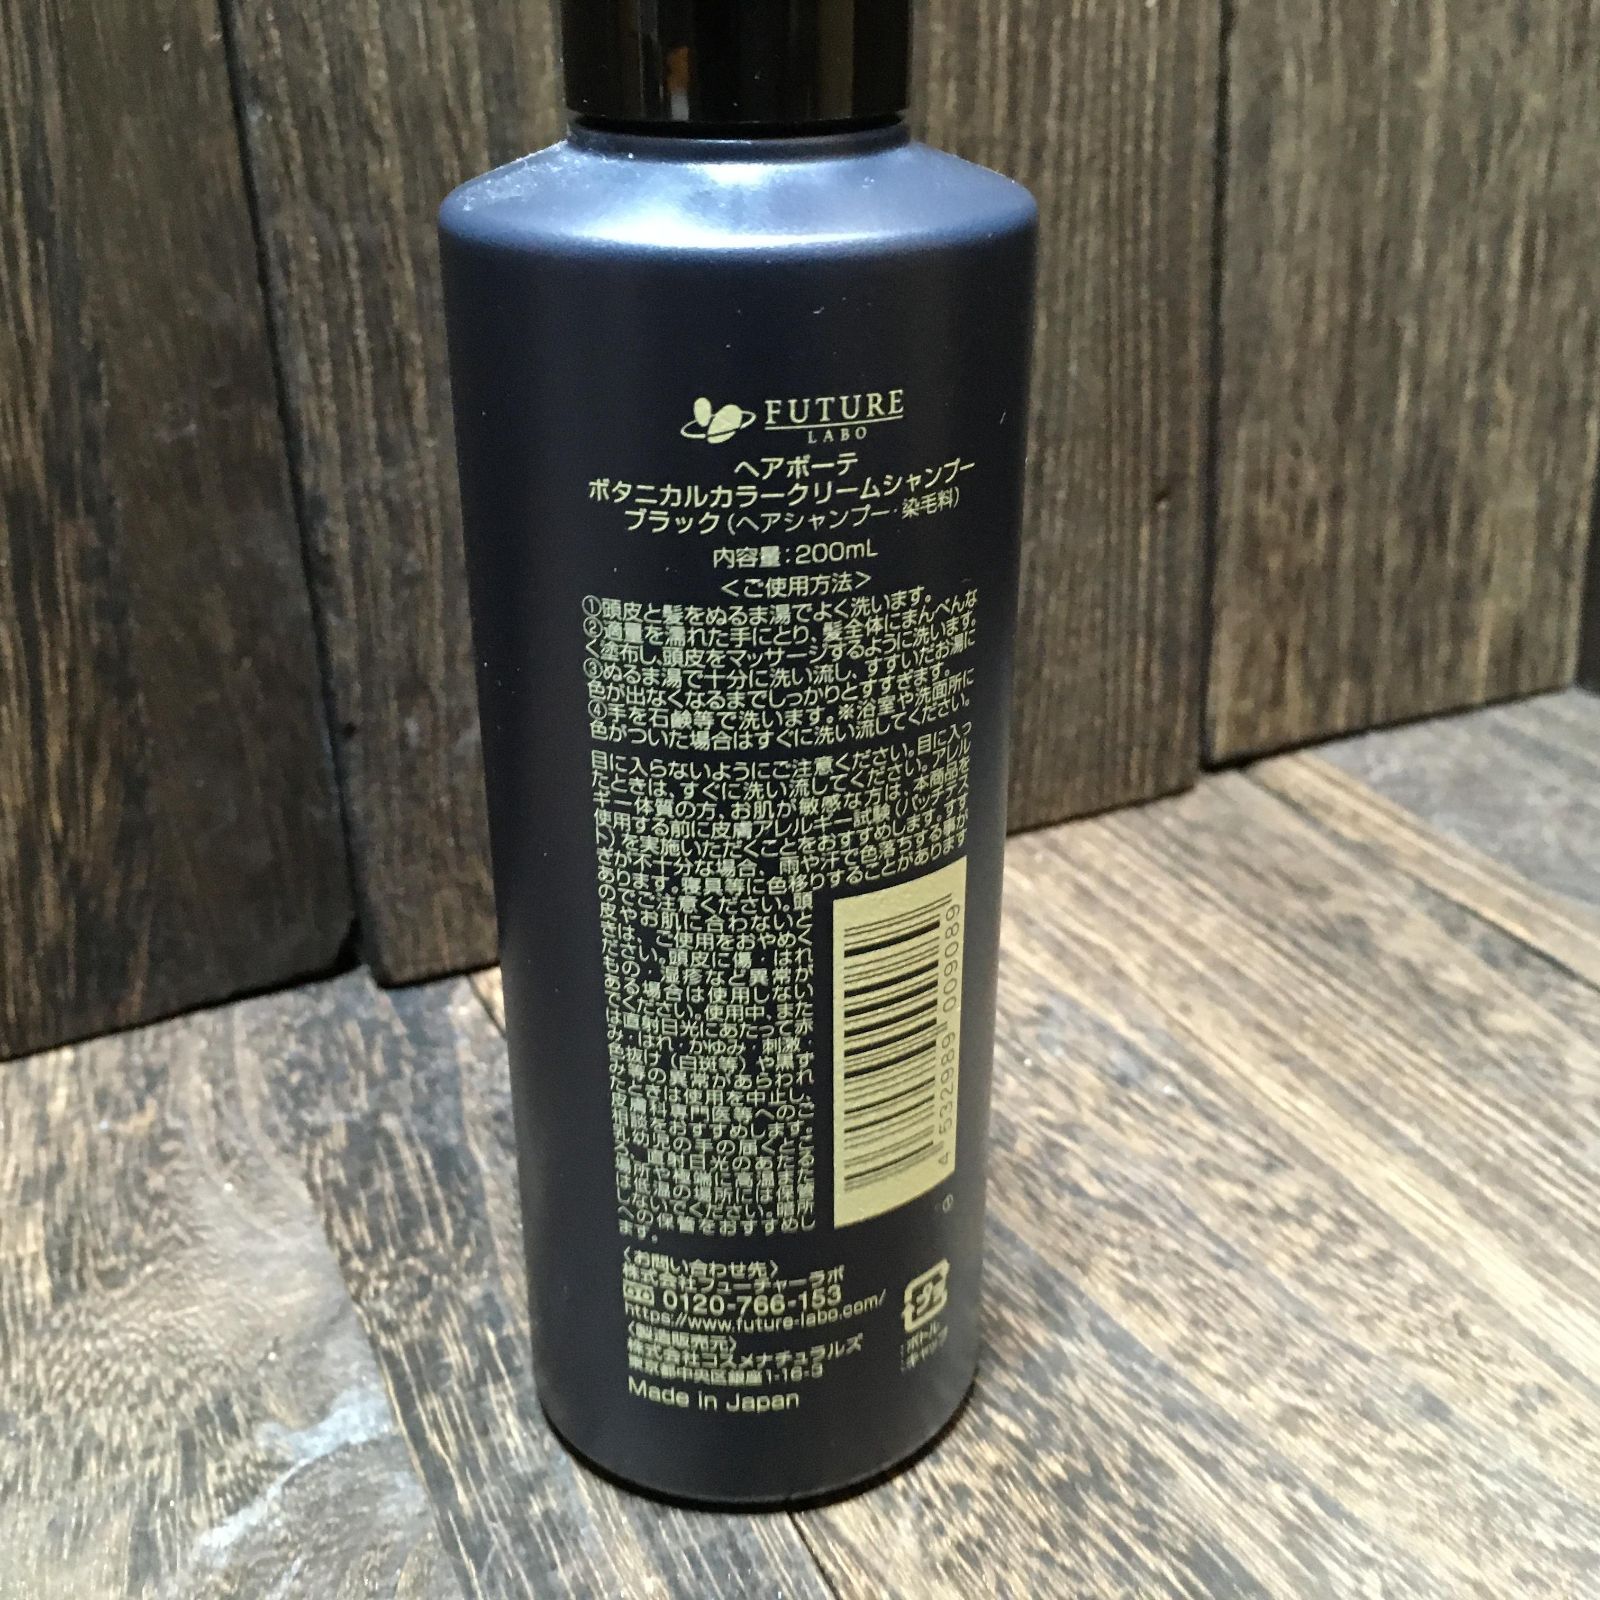 FUTURE
LABO
ヘアボーテ
ボタニカルカラークリームシャンプー
ブラック(ヘアシャンプー・染毛料)
内容量:200mL
<ご使用方法>
①頭皮と髪をぬるま湯でよく洗います。
②適量を濡れた手にとり、髪全体にまんべんな
く塗布し、頭皮をマッサージするように洗います。
③ぬるま湯で十分に洗い流し、すすいだお湯に
色が出なくなるまでしっかりとすすぎます。
④手を石鹸等で洗います。※浴室や洗面所に
色がついた場合はすぐに洗い流してください。
目に入らないようにご注意ください。目に入っ
たときは、すぐに洗い流してください。アレル
ギー体質の方、お肌が敏感な方は、本商品を
使用する前に皮膚アレルギー試験(パッチテス
ト)を実施いただくことをおすすめします。すす
ぎが不十分な場合、雨や汗で色落ちする事が
あります。寝具等に色移りすることがあります
のでご注意ください。頭
皮やお肌に合わないと
きは、ご使用をおやめく
ださい。頭皮に傷・はれ
もの・湿疹など異常が
ある場合は使用しない
でください。使用中、また
は直射日光にあたって赤
み・はれ・かゆみ・刺激・
色抜け(白斑等)や黒ず
み等の異常があらわれ
たときは使用を中止し、
皮膚科専門医等へのご
相談をおすすめします。
乳幼児の手の届くとこ
ろ、直射日光のあたる
場所や極端に高温また
は低温の場所には保管
しないでください。暗所
への保管をおすすめし
ます。
4 532989 009089
①
〈お問い合わせ先〉
株式会社フューチャーラボ
0120-766-153
https://www.future-labo.com/
〈製造販売元〉
株式会社コスメナチュラルズ
東京都中央区銀座1-16-3
Made in Japan
プラ
ボトル
キャップ